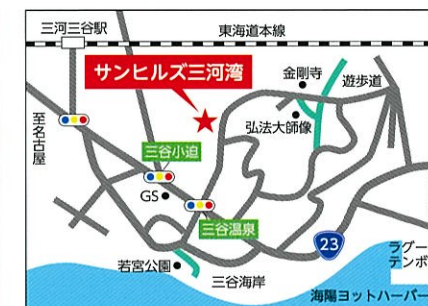 三河三谷駅
東海道本線
サンヒルズ三河湾
金剛寺
遊歩道
弘法大師像
至名古屋
三谷小迫
GS
三谷温泉
23
若宮公園
三谷海岸
ラグー
テンボ
海陽ヨットハーバー